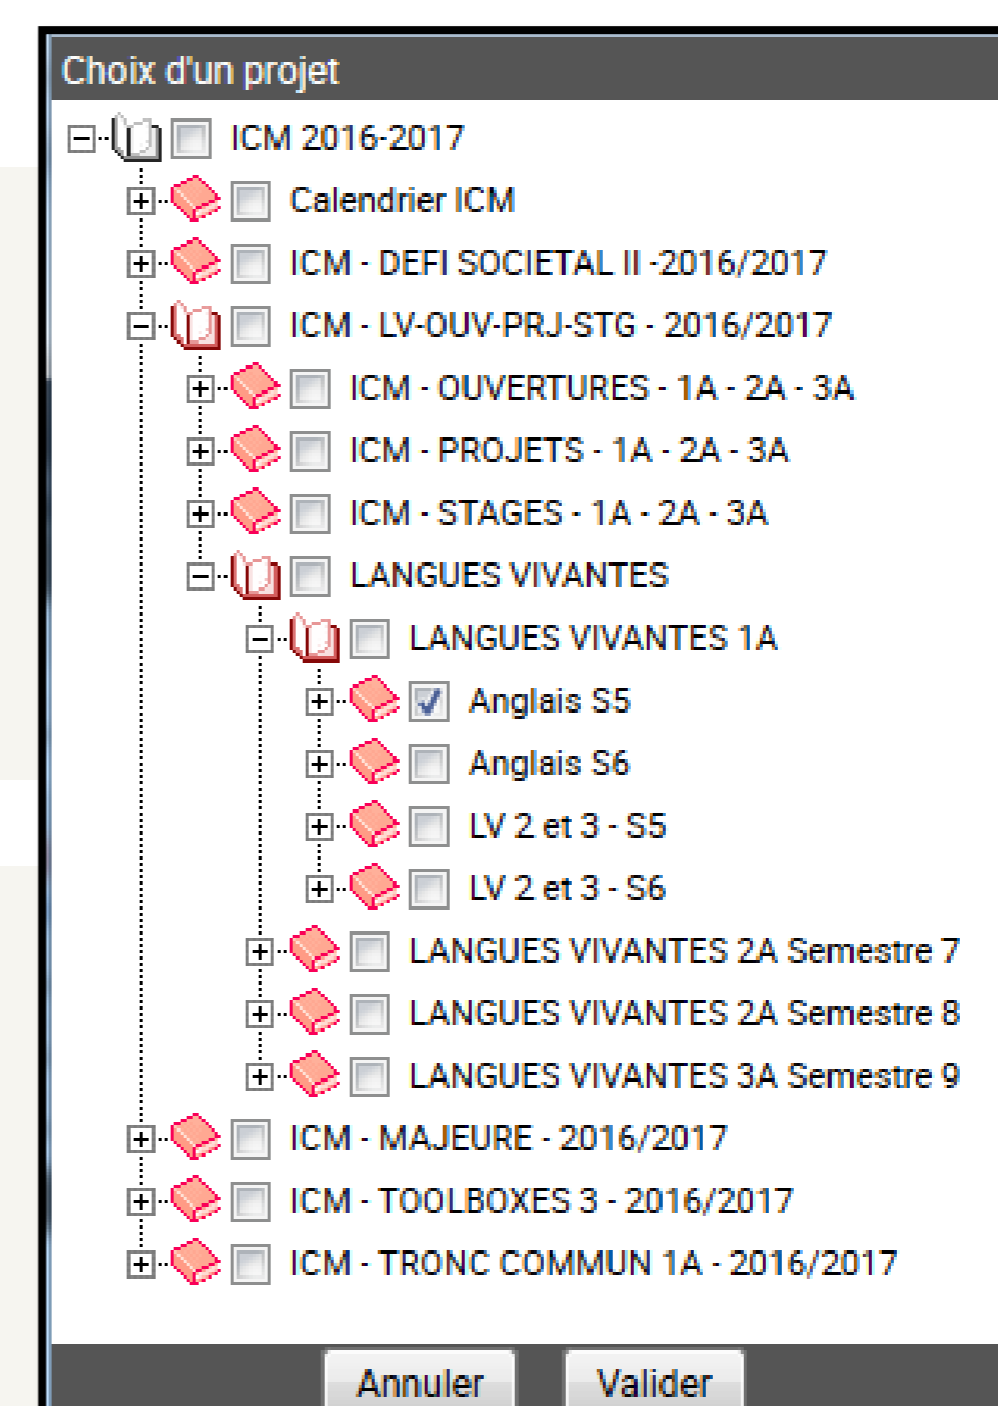 Choix d'un projet
ICM 2016-2017
Calendrier ICM
ICM - DEFI SOCIETAL II -2016/2017
ICM - LV-OUV-PRJ-STG - 2016/2017
ICM - OUVERTURES - 1A - 2A - 3A
ICM - PROJETS - 1A - 2A - 3A
ICM - STAGES - 1A - 2A - 3A
LANGUES VIVANTES
LANGUES VIVANTES 1A
Anglais S5
Anglais S6
LV 2 et 3 - S5
LV 2 et 3 - S6
LANGUES VIVANTES 2A Semestre 7
LANGUES VIVANTES 2A Semestre 8
LANGUES VIVANTES 3A Semestre 9
ICM - MAJEURE - 2016/2017
ICM - TOOLBOXES 3 - 2016/2017
ICM - TRONC COMMUN 1A - 2016/2017
Annuler Valider